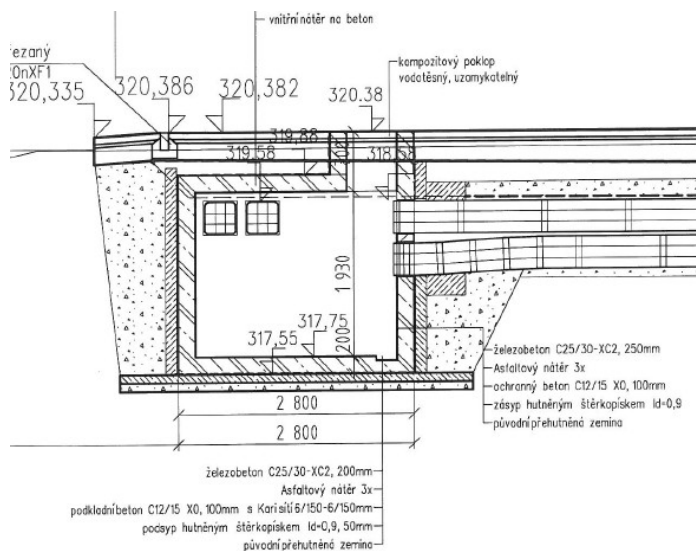 vnitřní nátěr na beton
řezaný
20nXF1
320,335
320,386
320,382
320.38
kompozitový poklop
vodotěsný, uzamykatelný
319,88
319,58
1 930
200
317,55
317,75
2 800
2 800
železobeton C25/30-XC2, 250mm
Asfaltový nátěr 3x
ochranný beton C12/15 X0, 100mm
zásyp hutněným štěrkopískem Id=0,9
původní přehutněná zemina
železobeton C25/30-XC2, 200mm
Asfaltový nátěr 3x
podkladní beton C12/15 X0, 100mm s Kari sítí 6/150-6/150mm
podsyp hutněným štěrkopískem Id=0,9, 50mm
původní přehutněná zemina